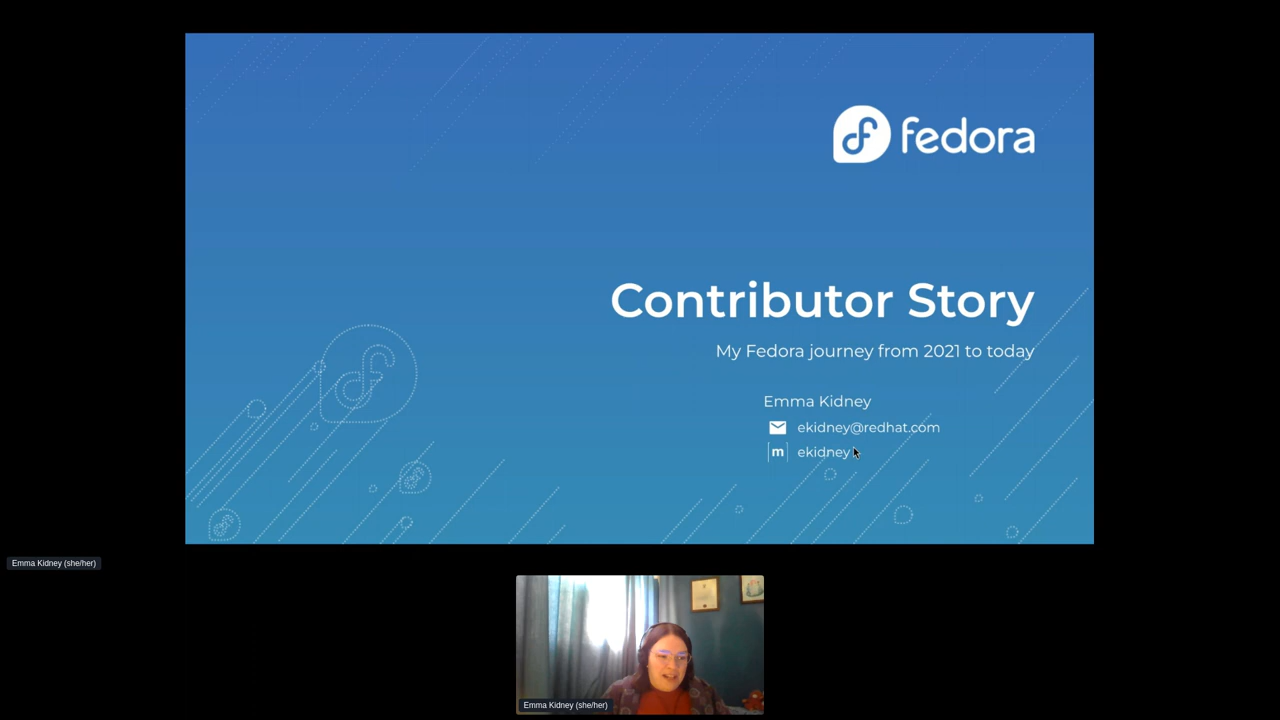 fedora
Contributor Story
My Fedora journey from 2021 to today
Emma Kidney
ekidney@redhat.com
m ekidney
Emma Kidney (she/her)
Emma Kidney (she/her)